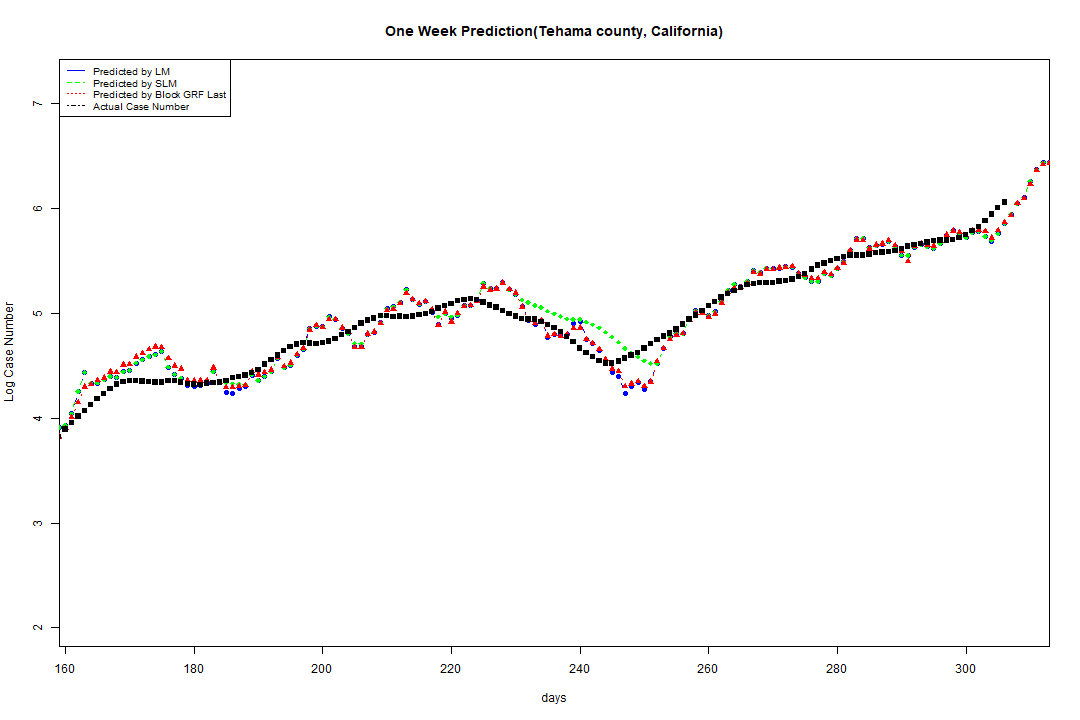 One Week Prediction(Tehama county, California)
Predicted by LM
Predicted by SLM
Predicted by Block GRF Last
Actual Case Number
7
6
5
4
3
2
Log Case Number
160 180 200 220 240 260 280 300
days